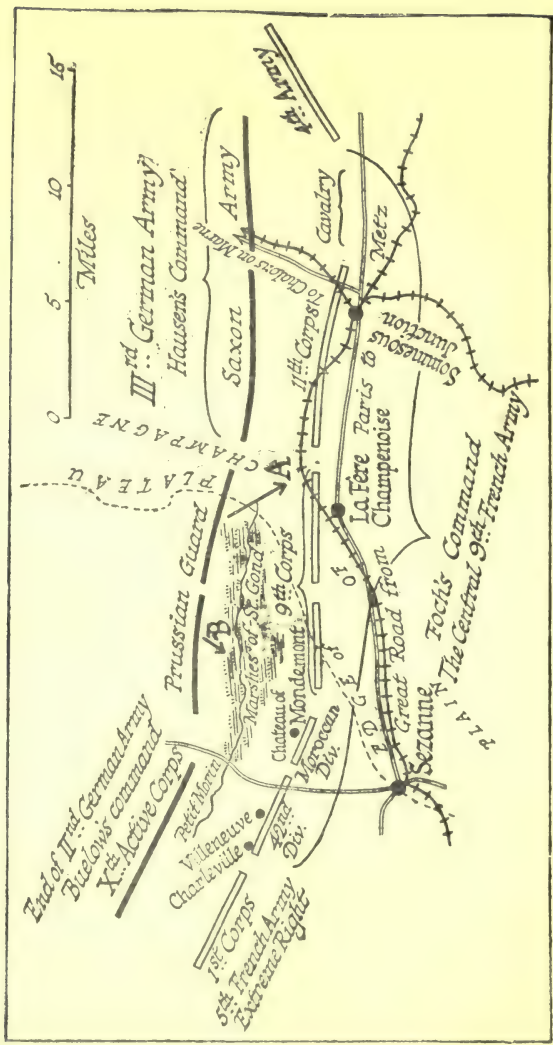 End of IInd German Army
Buelow's command
Xth Active Corps
Prussian Guard
PLATEAU
CHAMPAGNE
IIIrd German Army
Hausen's Command
Saxon Army
0 5 10 15
Miles
Petit Morin
B
Marshes of St. Gond
A
To Chalons on Marne
1st Corps
5th French Army
Extreme Right
Villeneuve
Charleville
42nd
Div.
Moroccan
Div.
Chateau of
Mondemont
9th Corps
11th Corps
Cavalry
4th Army
EDGE OF
OF
PLAIN
Sezanne
Great Road from Paris to Metz
La Fère
Champenoise
Sommesous
Junction
Foch's Command
The Central 9th French Army